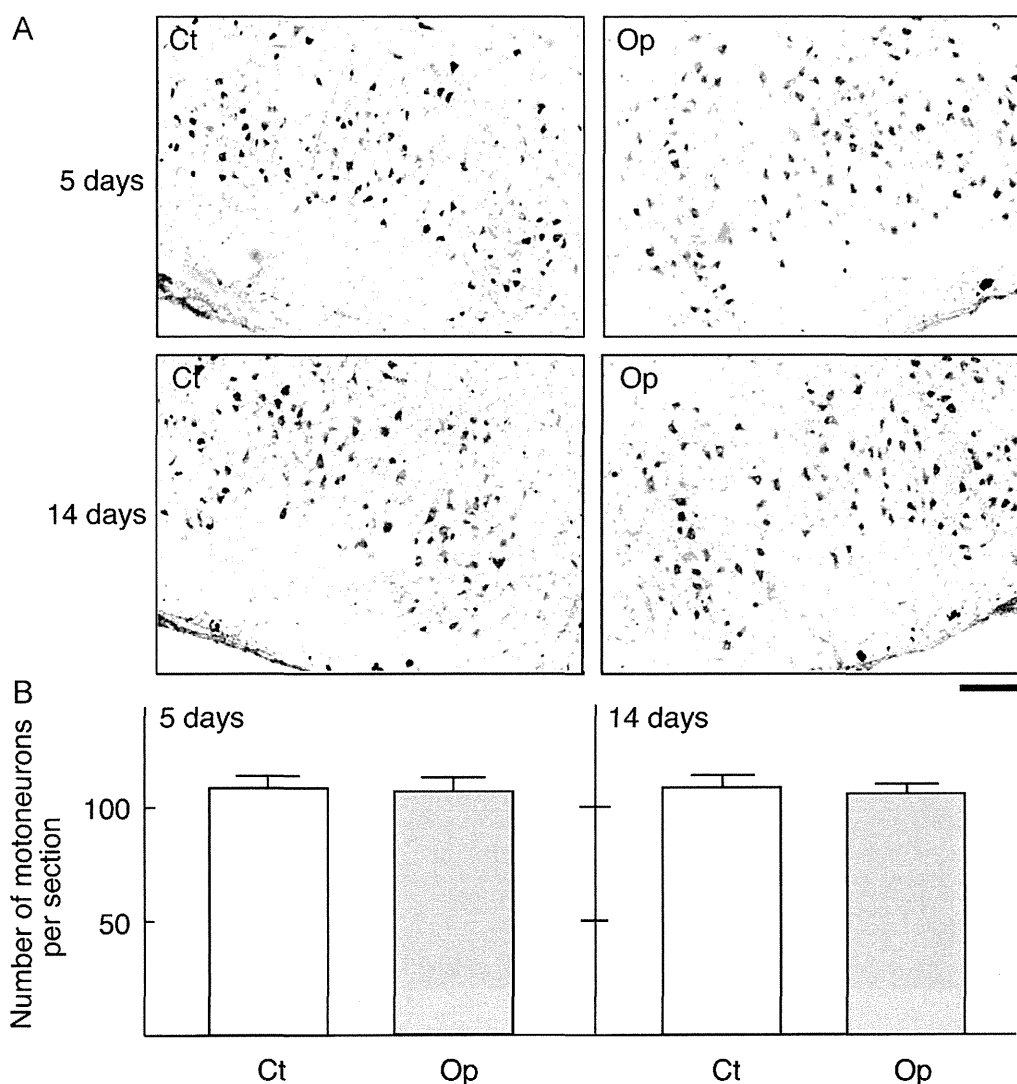 A
Ct
Op
5 days
Ct
Op
14 days
B
Number of motoneurons
per section
5 days
14 days
100
50
Ct
Op
Ct
Op